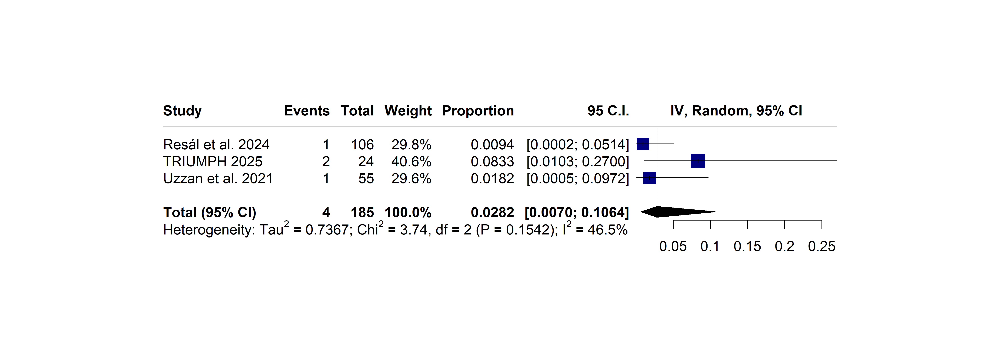 Study Events Total Weight Proportion 95 C.I. IV, Random, 95% CI
Resál et al. 2024 1 106 29.8% 0.0094 [0.0002; 0.0514]
TRIUMPH 2025 2 24 40.6% 0.0833 [0.0103; 0.2700]
Uzzan et al. 2021 1 55 29.6% 0.0182 [0.0005; 0.0972]
Total (95% CI) 4 185 100.0% 0.0282 [0.0070; 0.1064]
Heterogeneity: Tau² = 0.7367; Chi² = 3.74, df = 2 (P = 0.1542); I² = 46.5%
0.05 0.1 0.15 0.2 0.25